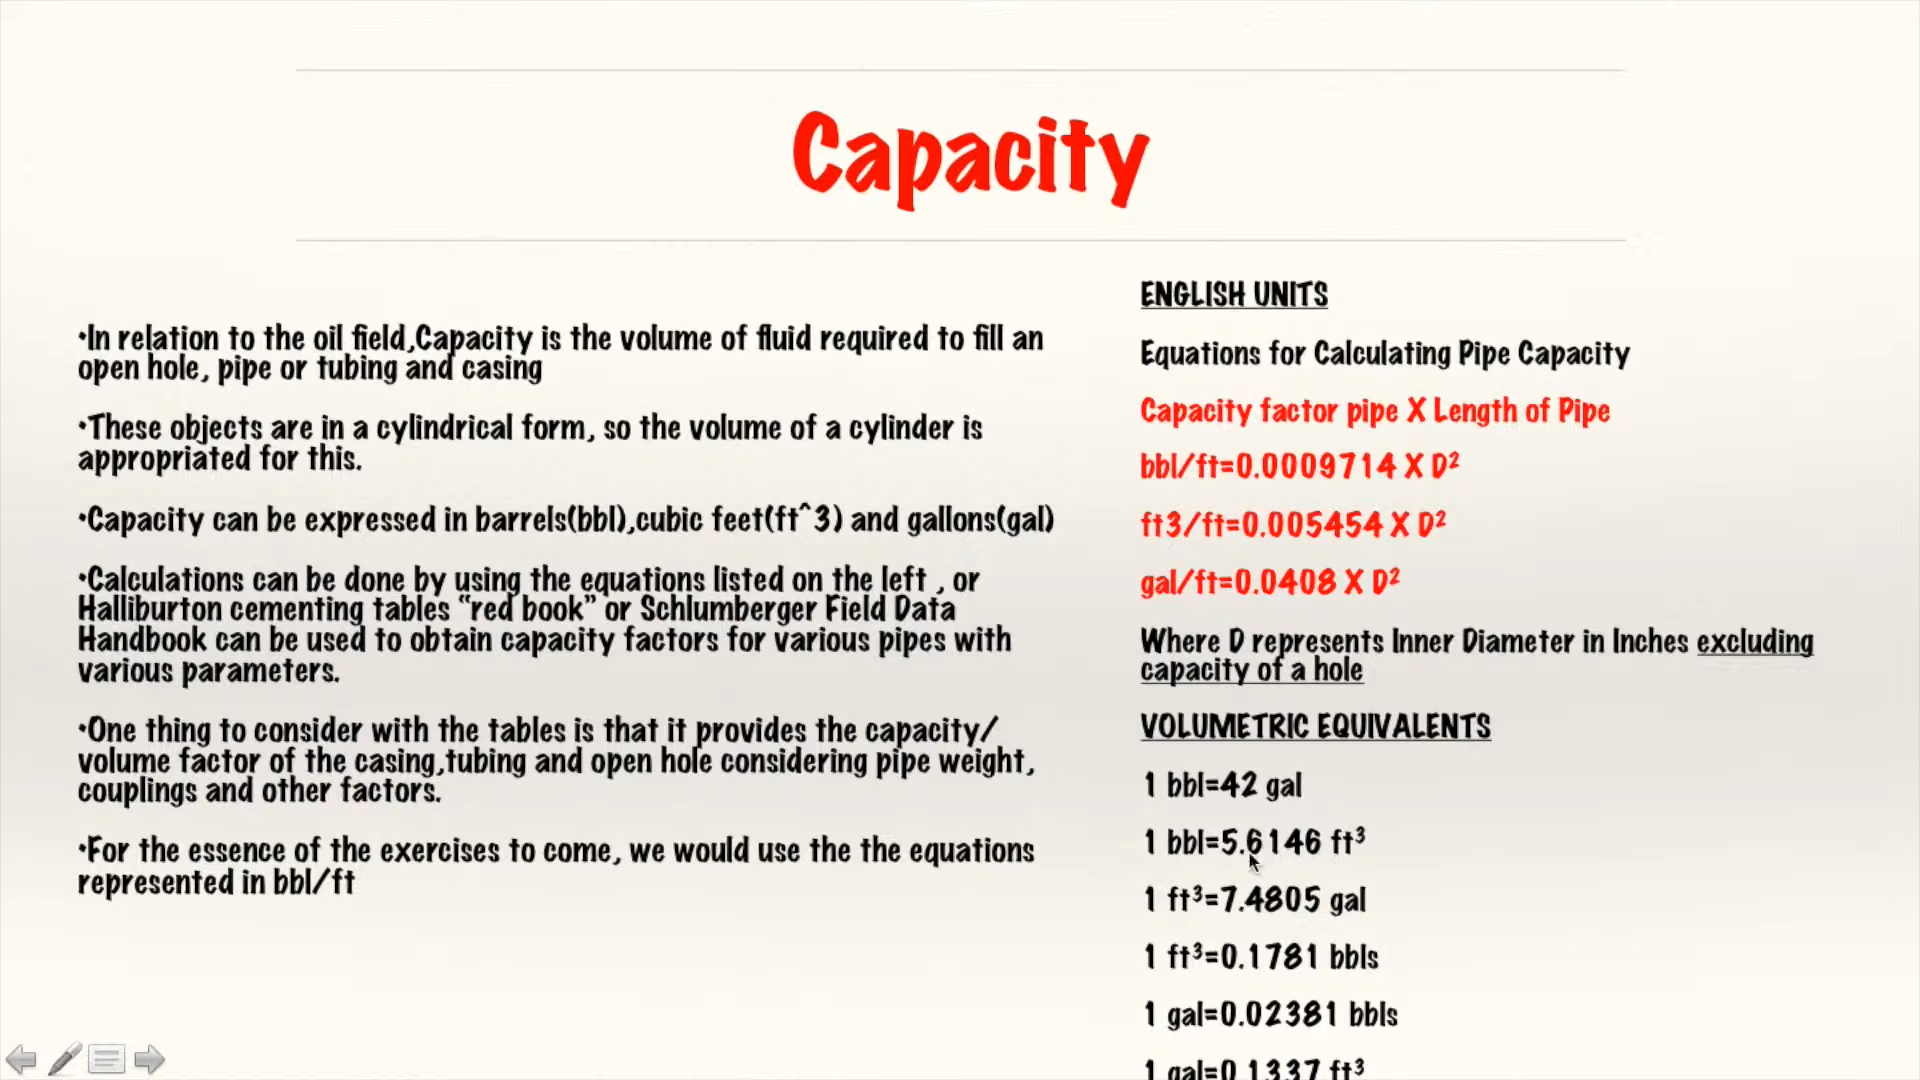 Capacity
•In relation to the oil field,Capacity is the volume of fluid required to fill an
open hole, pipe or tubing and casing
•These objects are in a cylindrical form, so the volume of a cylinder is
appropriated for this.
•Capacity can be expressed in barrels(bbl),cubic feet(ft^3) and gallons(gal)
•Calculations can be done by using the equations listed on the left , or
Halliburton cementing tables “red book” or Schlumberger Field Data
Handbook can be used to obtain capacity factors for various pipes with
various parameters.
•One thing to consider with the tables is that it provides the capacity/
volume factor of the casing,tubing and open hole considering pipe weight,
couplings and other factors.
•For the essence of the exercises to come, we would use the the equations
represented in bbl/ft
ENGLISH UNITS
Equations for Calculating Pipe Capacity
Capacity factor pipe X Length of Pipe
bbl/ft=0.0009714 X D²
ft3/ft=0.005454 X D²
gal/ft=0.0408 X D²
Where D represents Inner Diameter in Inches excluding
capacity of a hole
VOLUMETRIC EQUIVALENTS
1 bbl=42 gal
1 bbl=5.6146 ft³
1 ft³=7.4805 gal
1 ft³=0.1781 bbls
1 gal=0.02381 bbls
1 gal=0.1337 ft³